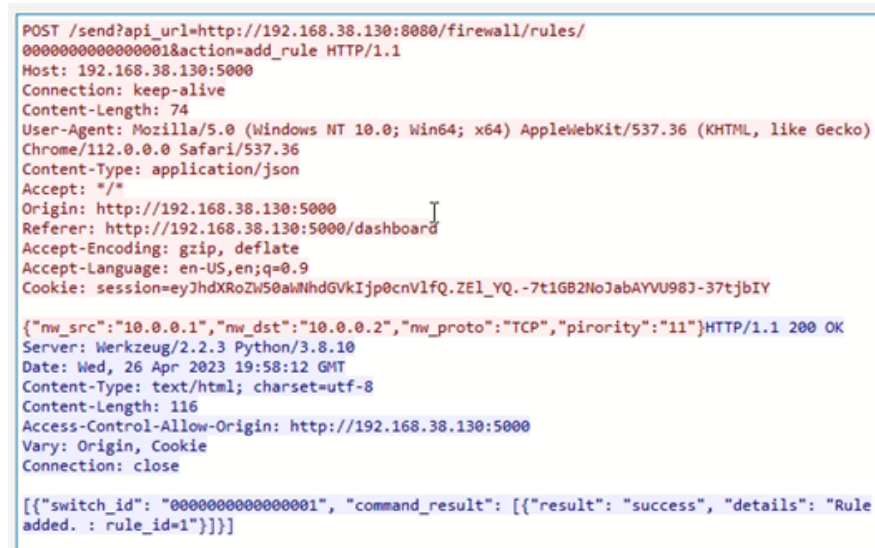 POST /send?api_url=http://192.168.38.130:8080/firewall/rules/
0000000000000001&action=add_rule HTTP/1.1
Host: 192.168.38.130:5000
Connection: keep-alive
Content-Length: 74
User-Agent: Mozilla/5.0 (Windows NT 10.0; Win64; x64) AppleWebKit/537.36 (KHTML, like Gecko)
Chrome/112.0.0.0 Safari/537.36
Content-Type: application/json
Accept: */*
Origin: http://192.168.38.130:5000
Referer: http://192.168.38.130:5000/dashboard
Accept-Encoding: gzip, deflate
Accept-Language: en-US,en;q=0.9
Cookie: session=eyJhdXRoZW50aWNhdGVkIjp0cnVlfQ.ZEl_YQ.-7t1GB2NoJabAYVU98J-37tjbIY
{"nw_src":"10.0.0.1","nw_dst":"10.0.0.2","nw_proto":"TCP","pirority":"11"}HTTP/1.1 200 OK
Server: Werkzeug/2.2.3 Python/3.8.10
Date: Wed, 26 Apr 2023 19:58:12 GMT
Content-Type: text/html; charset=utf-8
Content-Length: 116
Access-Control-Allow-Origin: http://192.168.38.130:5000
Vary: Origin, Cookie
Connection: close
[{"switch_id": "0000000000000001", "command_result": [{"result": "success", "details": "Rule
added. : rule_id=1"}]}]